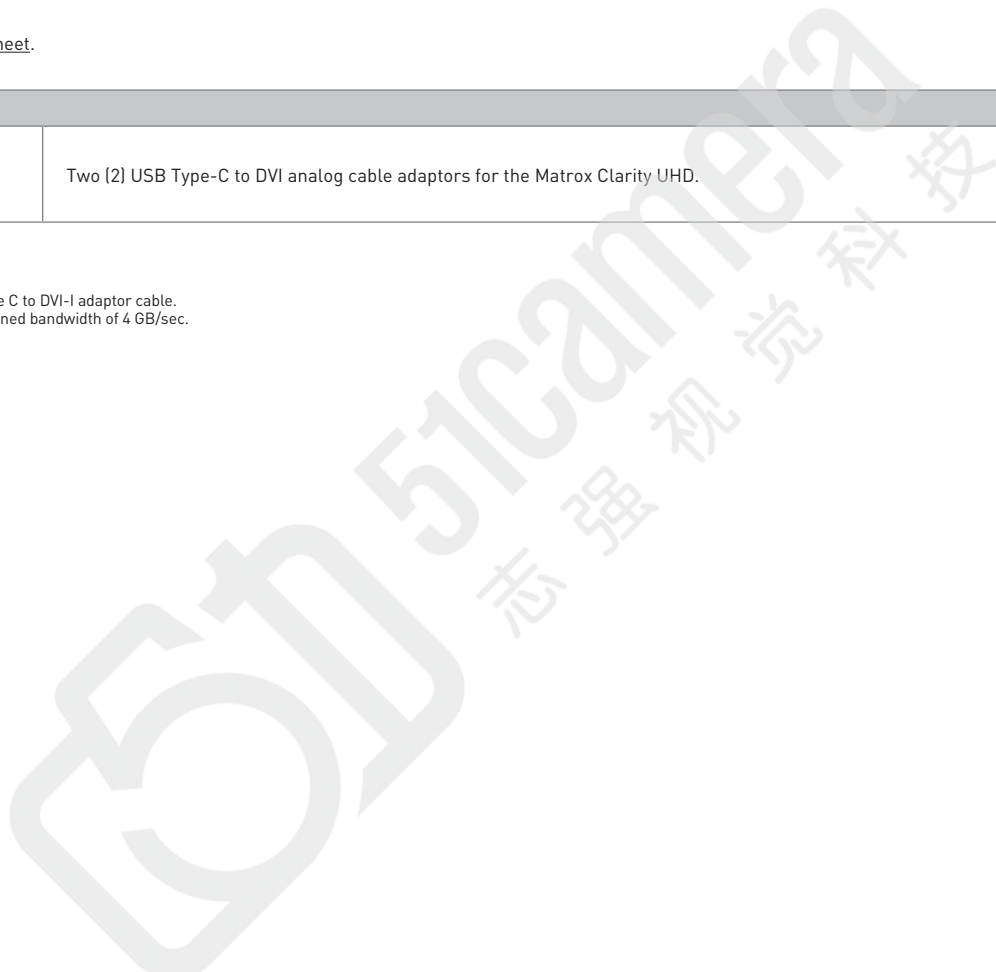 heet.
Two (2) USB Type-C to DVI analog cable adaptors for the Matrox Clarity UHD.
e C to DVI-I adaptor cable.
ned bandwidth of 4 GB/sec.
51camera
志强视觉科技